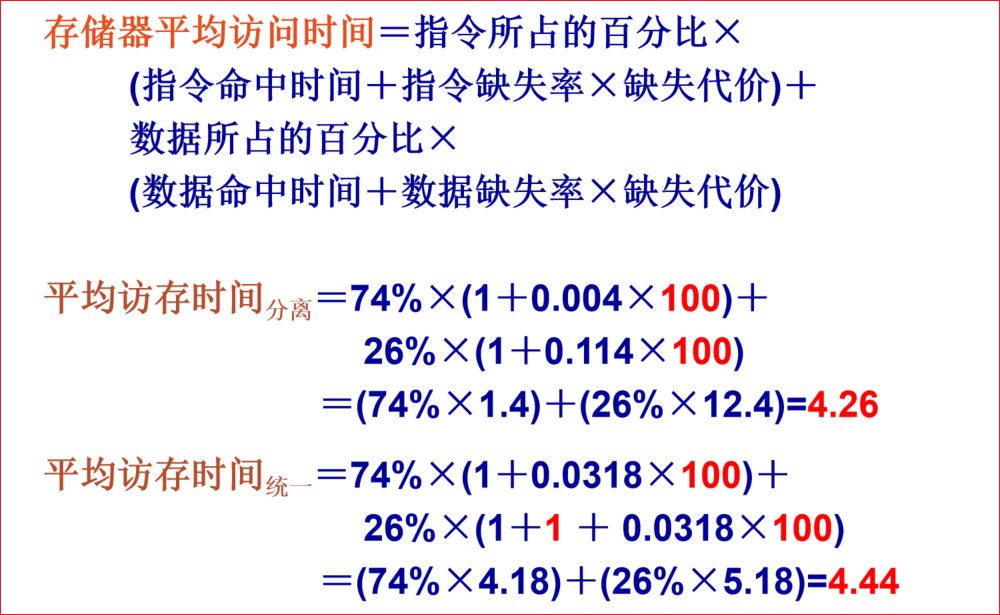 存储器平均访问时间＝指令所占的百分比×
(指令命中时间＋指令缺失率×缺失代价)＋
数据所占的百分比×
(数据命中时间＋数据缺失率×缺失代价)
平均访存时间分离＝74%×(1＋0.004×100)＋
26%×(1＋0.114×100)
＝(74%×1.4)＋(26%×12.4)=4.26
平均访存时间统一＝74%×(1＋0.0318×100)＋
26%×(1＋1 ＋ 0.0318×100)
＝(74%×4.18)＋(26%×5.18)=4.44